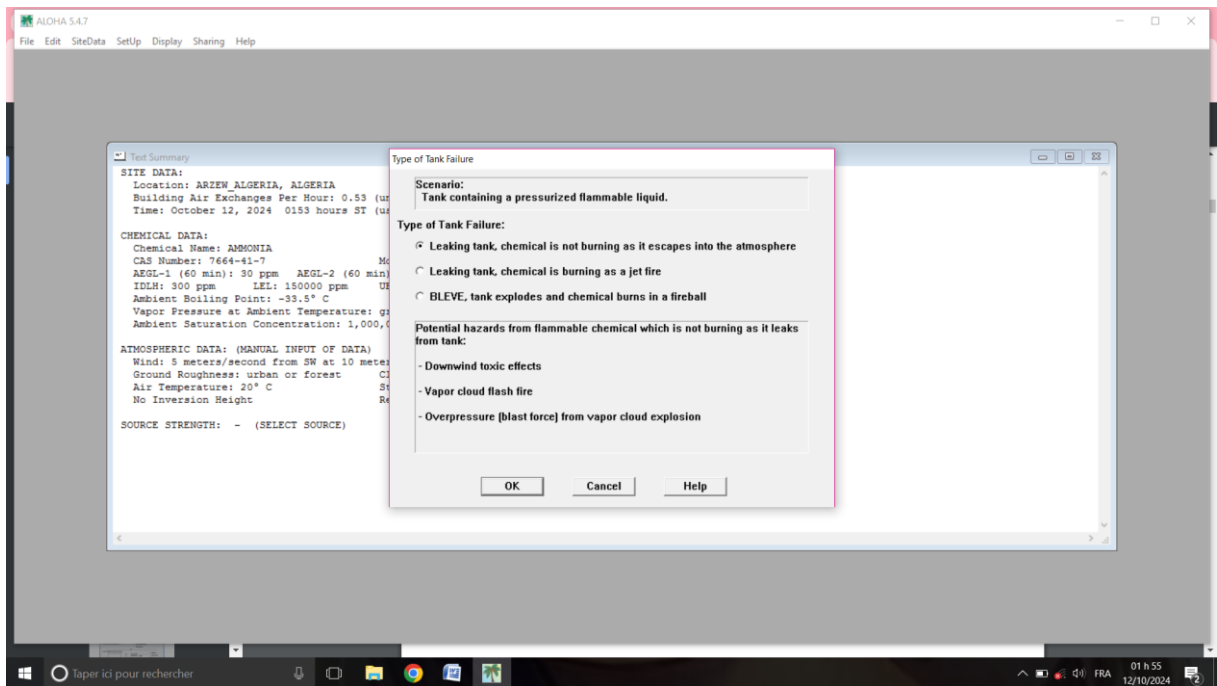 ALOHA 5.4.7
File Edit SiteData SetUp Display Sharing Help
Text Summary
SITE DATA:
Location: ARZEW_ALGERIA, ALGERIA
Building Air Exchanges Per Hour: 0.53 (un
Time: October 12, 2024 0153 hours ST (us
CHEMICAL DATA:
Chemical Name: AMMONIA
CAS Number: 7664-41-7 Mo
AEGL-1 (60 min): 30 ppm AEGL-2 (60 min)
IDLH: 300 ppm LEL: 150000 ppm UE
Ambient Boiling Point: -33.5° C
Vapor Pressure at Ambient Temperature: gr
Ambient Saturation Concentration: 1,000,0
ATMOSPHERIC DATA: (MANUAL INPUT OF DATA)
Wind: 5 meters/second from SW at 10 meter
Ground Roughness: urban or forest Cl
Air Temperature: 20° C St
No Inversion Height Re
SOURCE STRENGTH: - (SELECT SOURCE)
Type of Tank Failure
Scenario:
Tank containing a pressurized flammable liquid.
Type of Tank Failure:
Leaking tank, chemical is not burning as it escapes into the atmosphere
Leaking tank, chemical is burning as a jet fire
BLEVE, tank explodes and chemical burns in a fireball
Potential hazards from flammable chemical which is not burning as it leaks
from tank:
- Downwind toxic effects
- Vapor cloud flash fire
- Overpressure (blast force) from vapor cloud explosion
OK Cancel Help
Taper ici pour rechercher
FRA
01 h 55
12/10/2024
2